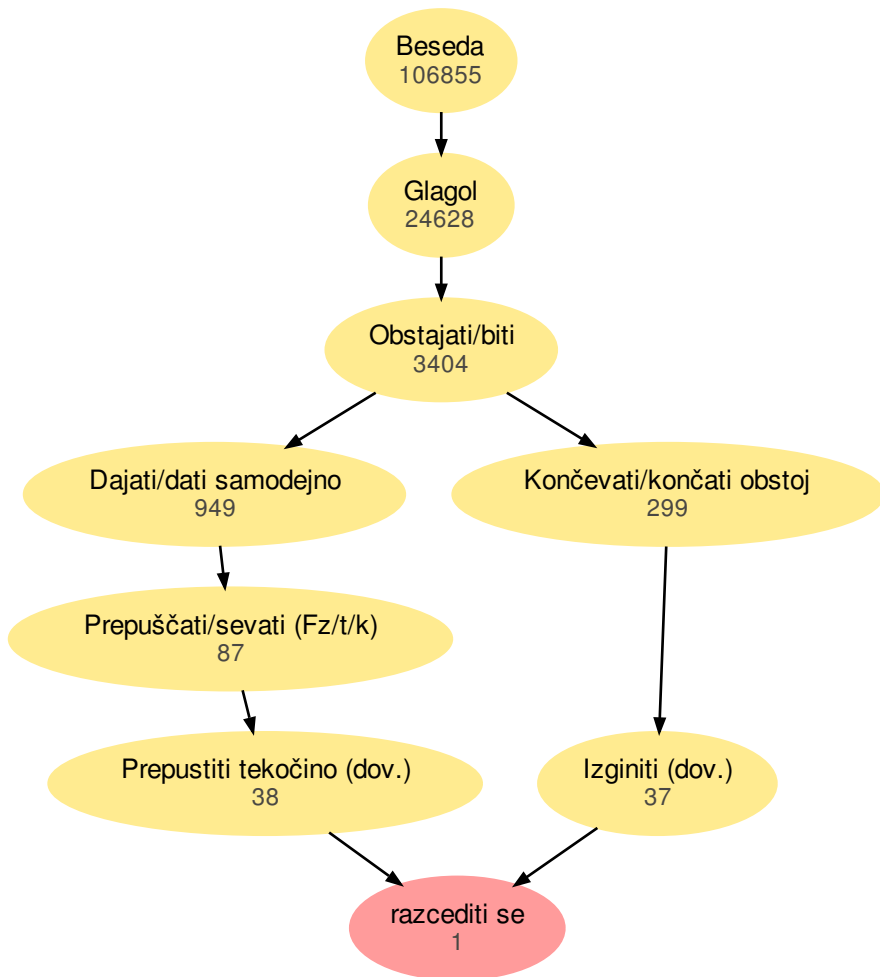 Beseda
106855
Glagol
24628
Obstajati/biti
3404
Dajati/dati samodejno
949
Končevati/končati obstoj
299
Prepuščati/sevati (Fz/t/k)
87
Prepustiti tekočino (dov.)
38
Izginiti (dov.)
37
razcediti se
1